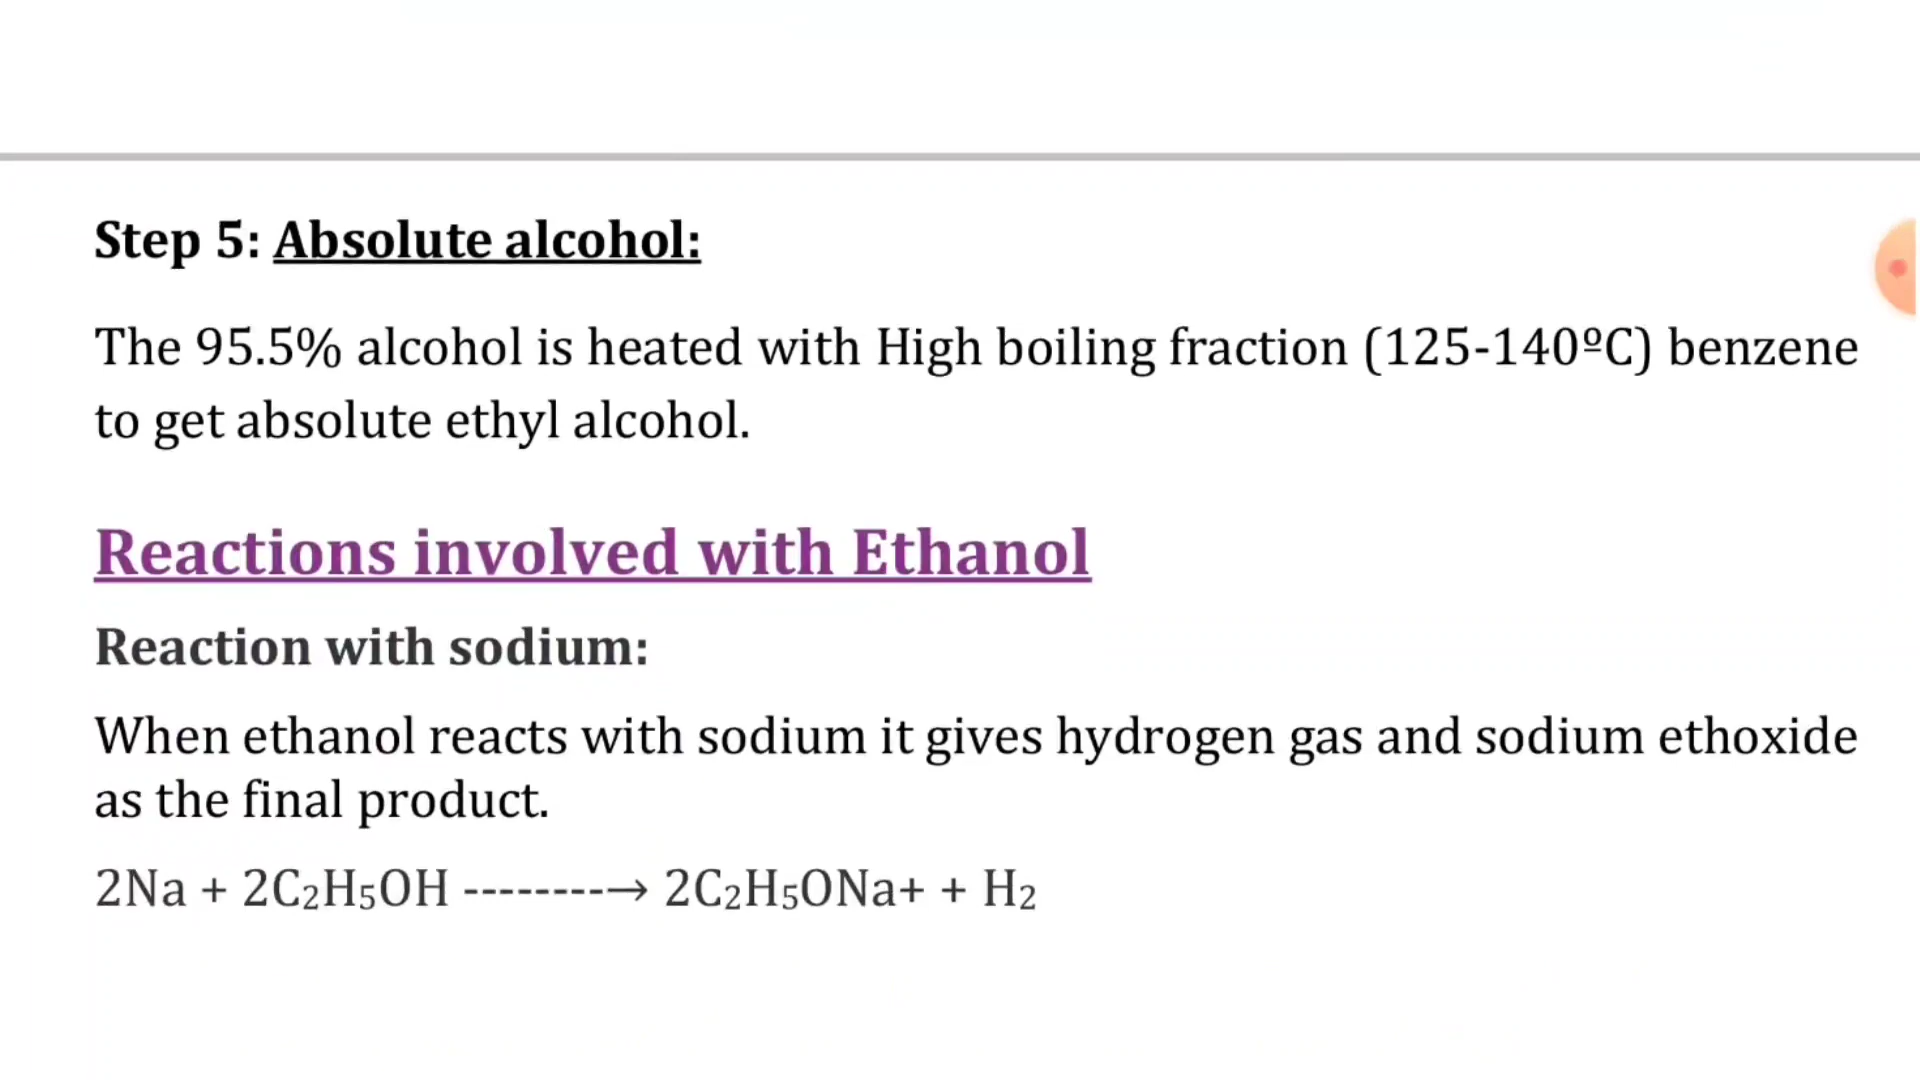 Step 5: Absolute alcohol:
The 95.5% alcohol is heated with High boiling fraction (125-140ºC) benzene
to get absolute ethyl alcohol.
Reactions involved with Ethanol
Reaction with sodium:
When ethanol reacts with sodium it gives hydrogen gas and sodium ethoxide
as the final product.
2Na + 2C₂H₅OH --------→ 2C₂H₅ONa+ + H₂